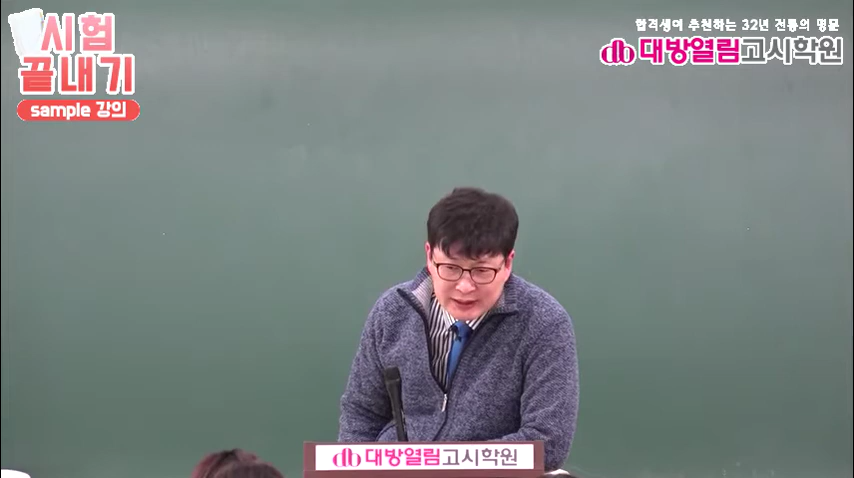 시험
끝내기
sample 강의
합격생이 추천하는 32년 전통의 명문
db 대방열림고시학원
db 대방열림고시학원